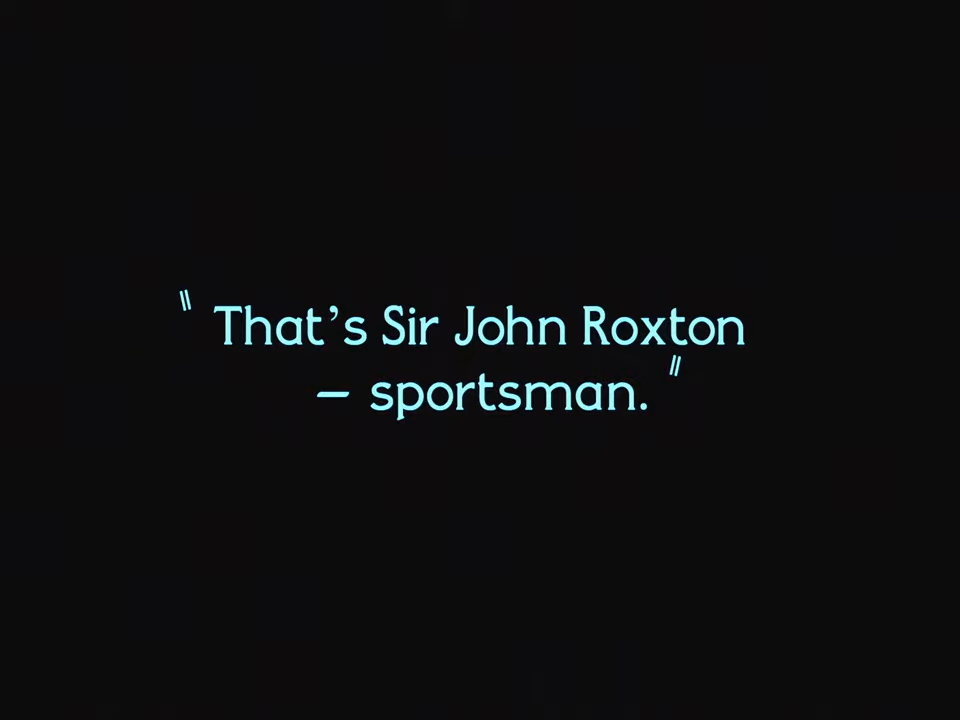 " That's Sir John Roxton
— sportsman. "